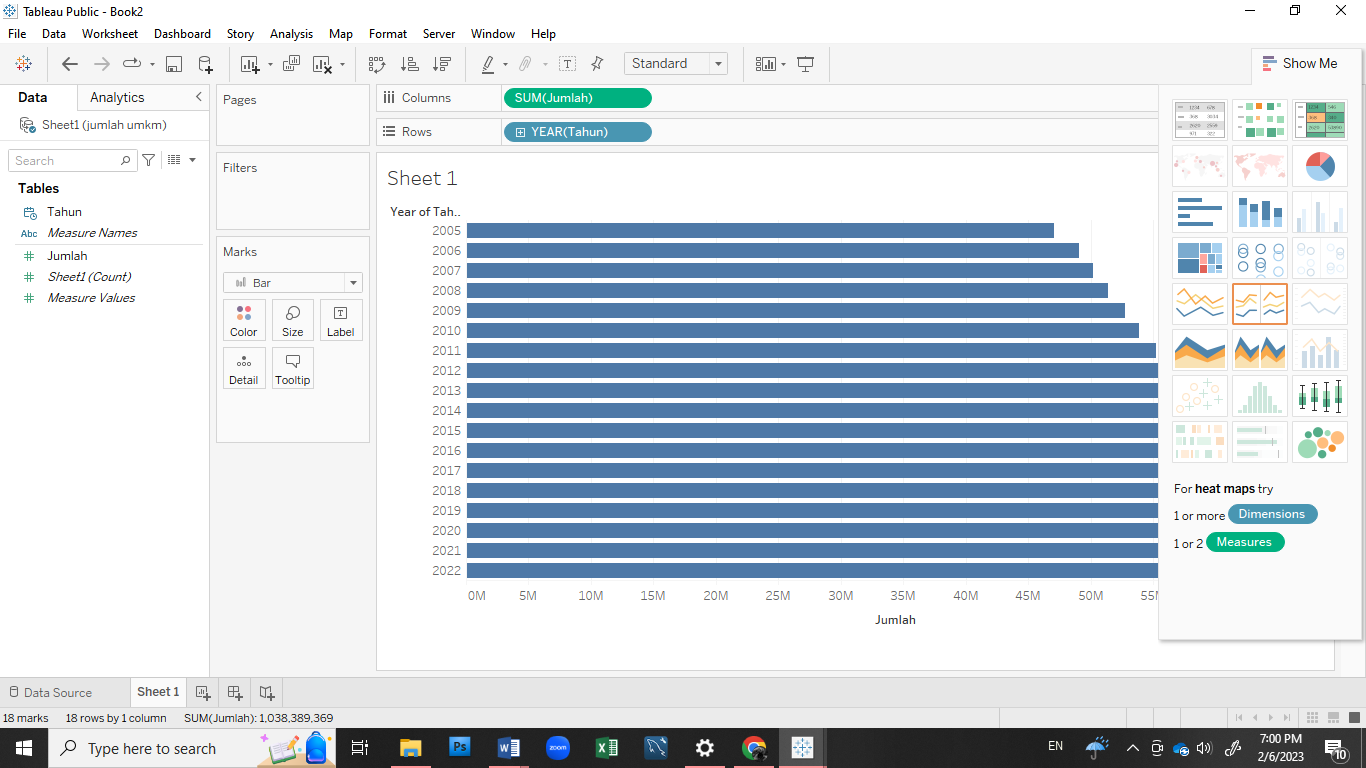 Tableau Public - Book2
File Data Worksheet Dashboard Story Analysis Map Format Server Window Help
Standard
Show Me
Data Analytics
Sheet1 (jumlah umkm)
Search
Tables
Tahun
Abc Measure Names
Jumlah
Sheet1 (Count)
Measure Values
Pages
Filters
Marks
Bar
Color Size Label
Detail Tooltip
Columns SUM(Jumlah)
Rows YEAR(Tahun)
Sheet 1
Year of Tah..
2005
2006
2007
2008
2009
2010
2011
2012
2013
2014
2015
2016
2017
2018
2019
2020
2021
2022
0M 5M 10M 15M 20M 25M 30M 35M 40M 45M 50M 55M
Jumlah
For heat maps try
1 or more Dimensions
1 or 2 Measures
Data Source Sheet 1
18 marks 18 rows by 1 column SUM(Jumlah): 1,038,389,369
Type here to search
Ps
W
zoom
X
EN
7:00 PM
2/6/2023
10